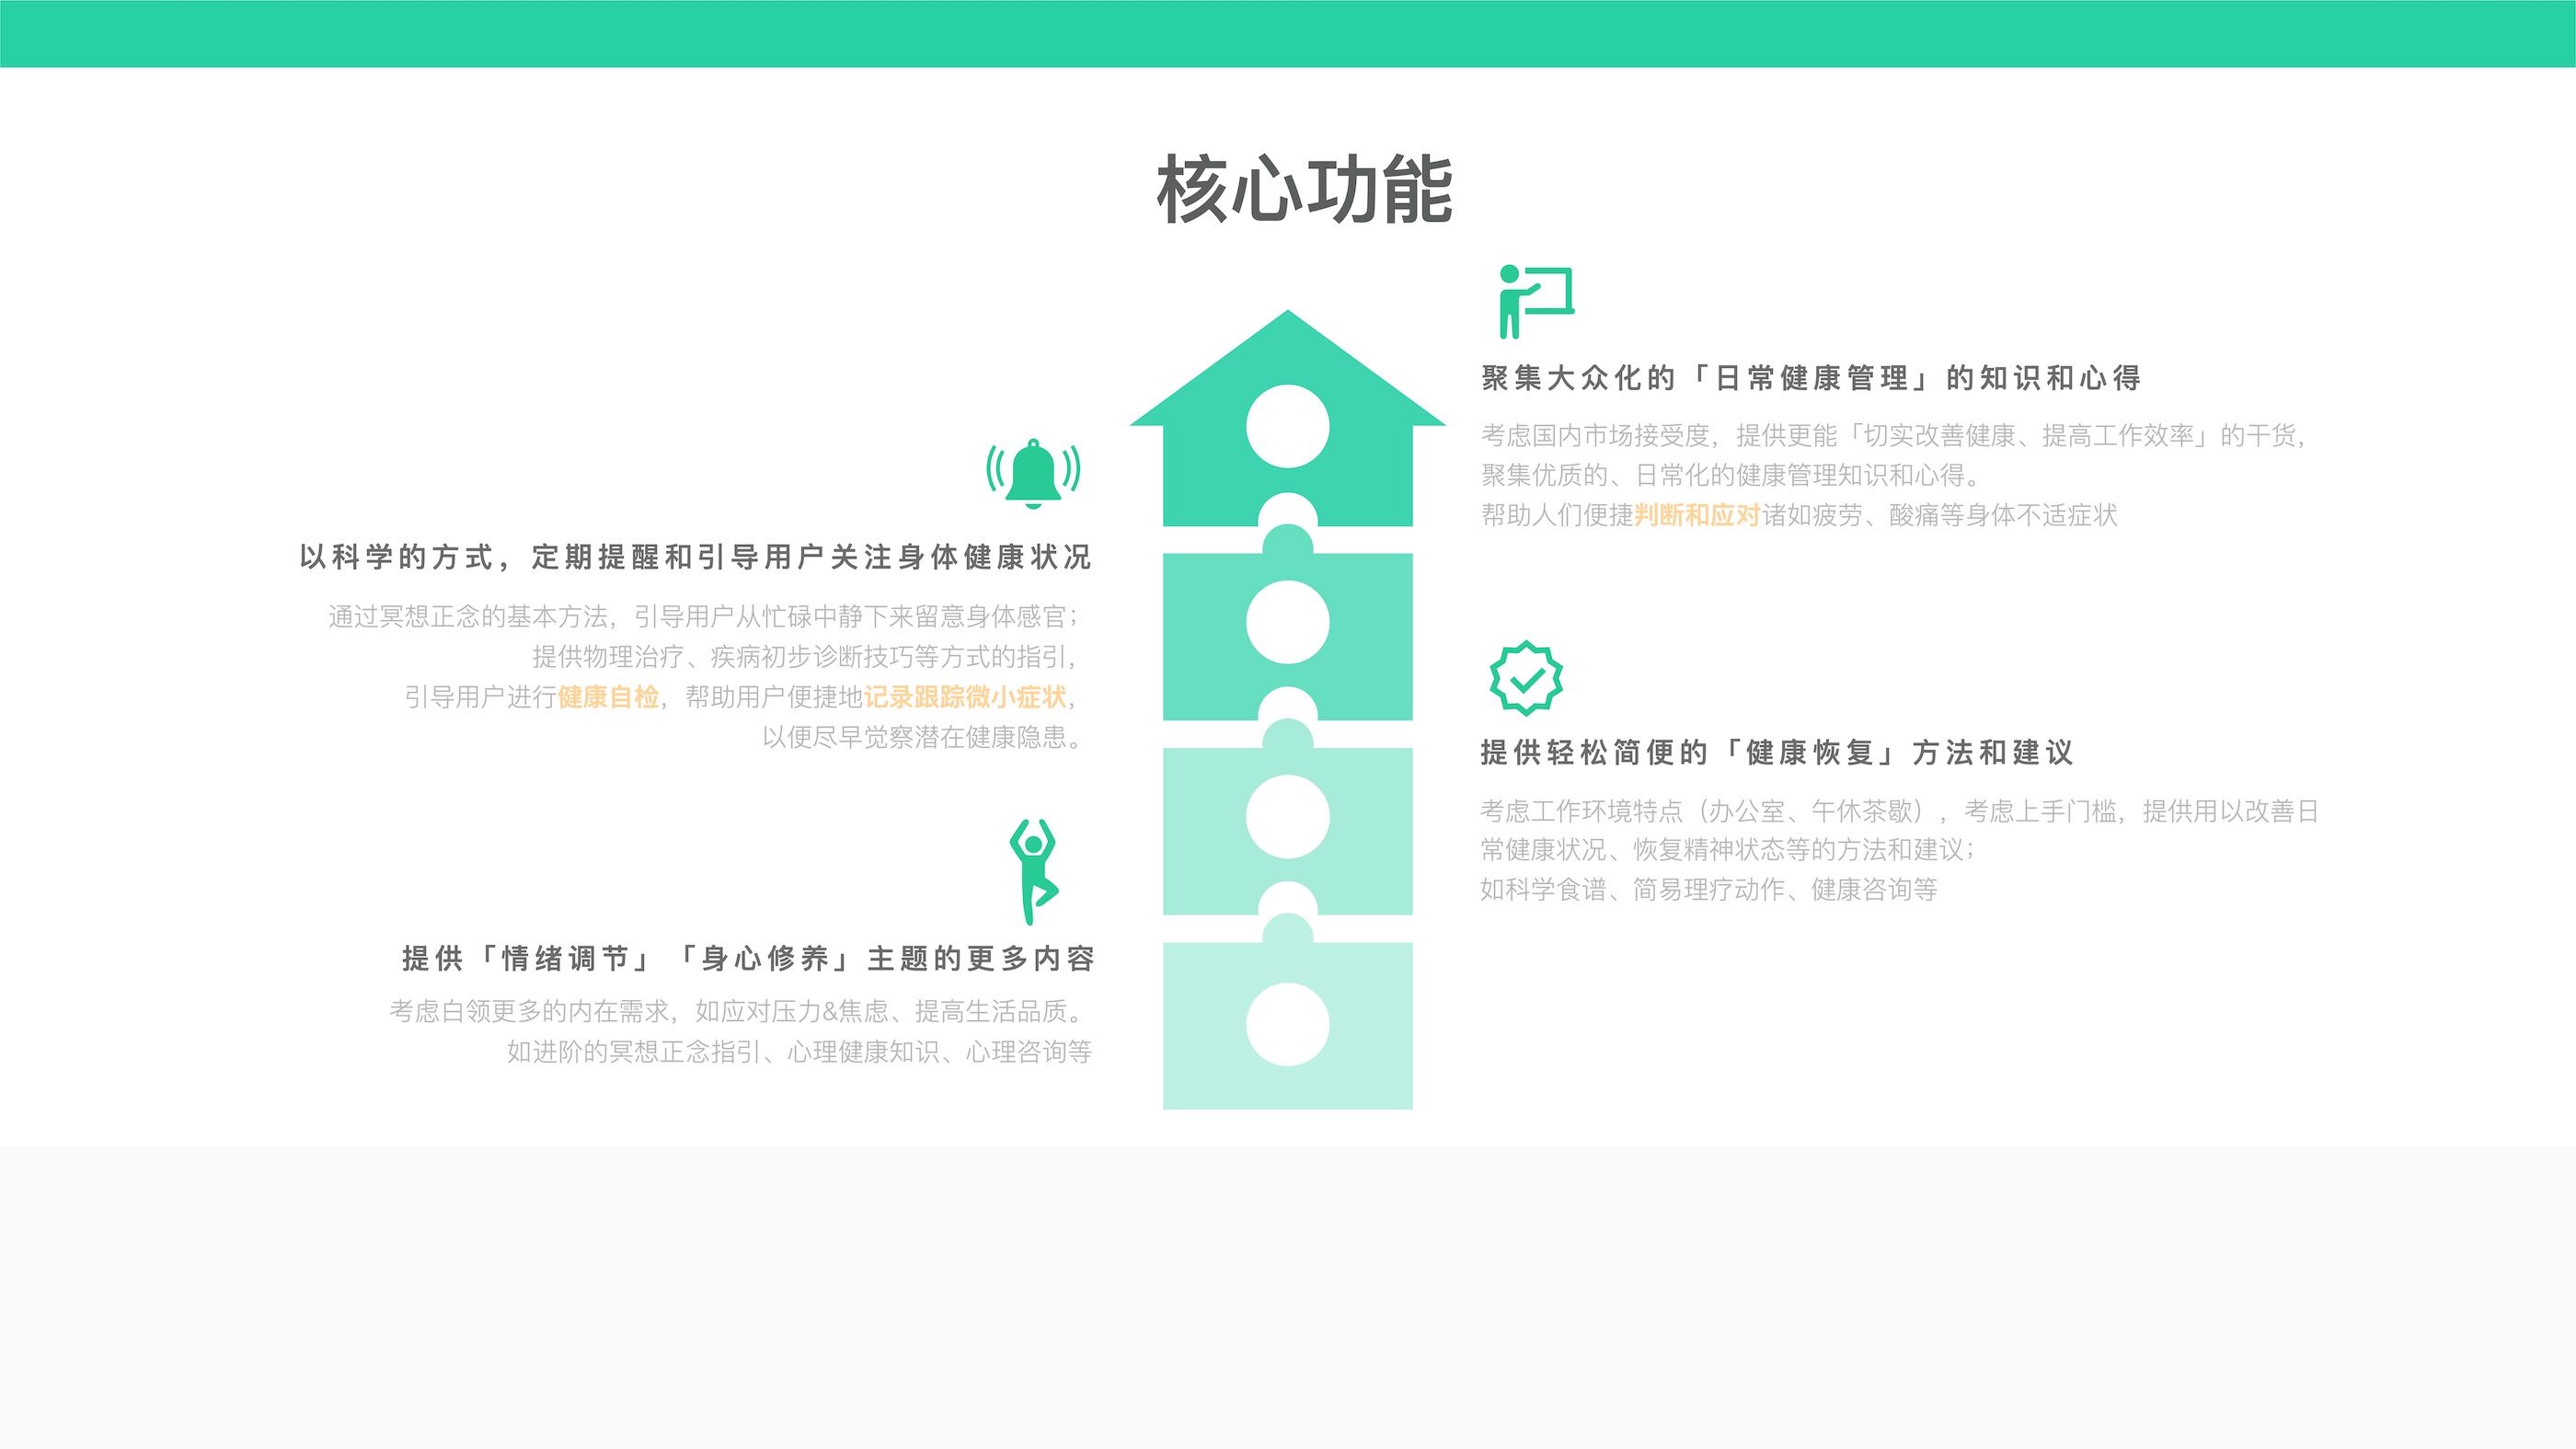 核心功能
聚集大众化的「日常健康管理」的知识和心得
考虑国内市场接受度，提供更能「切实改善健康、提高工作效率」的干货，
聚集优质的、日常化的健康管理知识和心得。
帮助人们便捷判断和应对诸如疲劳、酸痛等身体不适症状
以科学的方式，定期提醒和引导用户关注身体健康状况
通过冥想正念的基本方法，引导用户从忙碌中静下来留意身体感官；
提供物理治疗、疾病初步诊断技巧等方式的指引，
引导用户进行健康自检，帮助用户便捷地记录跟踪微小症状，
以便尽早觉察潜在健康隐患。
提供轻松简便的「健康恢复」方法和建议
考虑工作环境特点（办公室、午休茶歇），考虑上手门槛，提供用以改善日
常健康状况、恢复精神状态等的方法和建议；
如科学食谱、简易理疗动作、健康咨询等
提供「情绪调节」「身心修养」主题的更多内容
考虑白领更多的内在需求，如应对压力&焦虑、提高生活品质。
如进阶的冥想正念指引、心理健康知识、心理咨询等